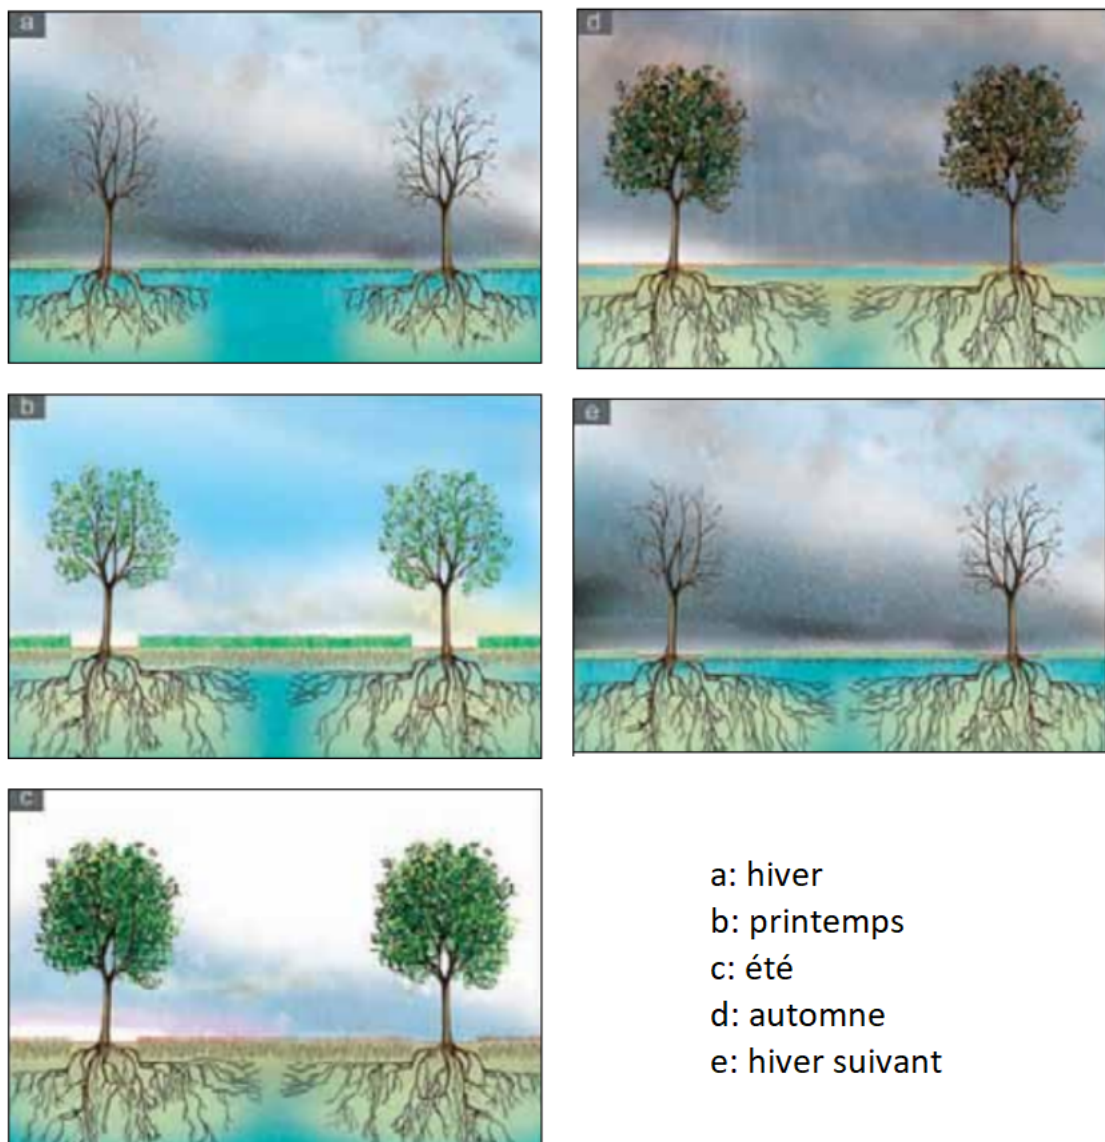 a
d
b
e
c
a: hiver
b: printemps
c: été
d: automne
e: hiver suivant